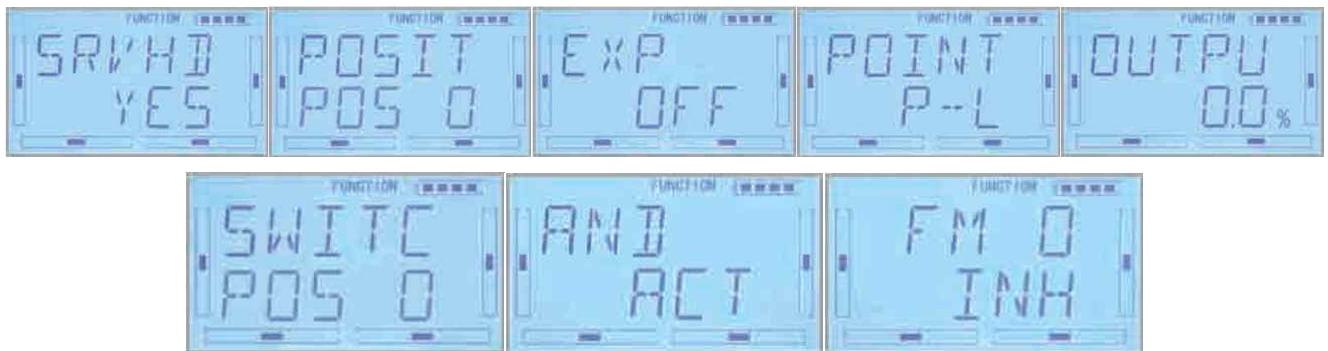 FUNCTION
SRVHD
YES
FUNCTION
POSIT
POS 0
FUNCTION
EXP
OFF
FUNCTION
POINT
P--L
FUNCTION
OUTPU
0.0%
FUNCTION
SWITC
POS 0
FUNCTION
AND
ACT
FUNCTION
FM 0
INH